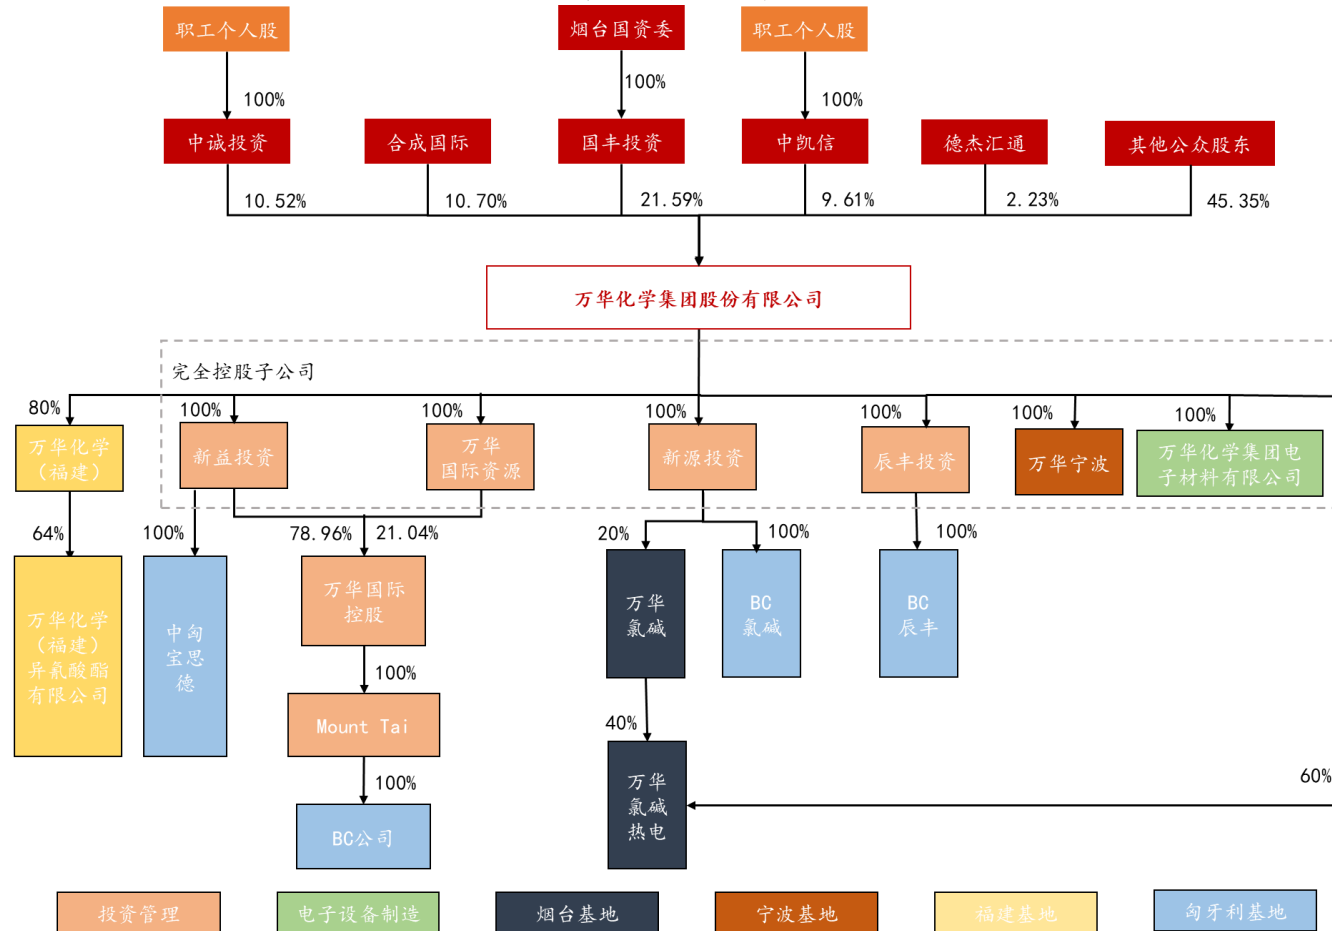 职工个人股
烟台国资委
职工个人股
100%
100%
100%
中诚投资
合成国际
国丰投资
中凯信
德杰汇通
其他公众股东
10.52%
10.70%
21.59%
9.61%
2.23%
45.35%
万华化学集团股份有限公司
完全控股子公司
80%
100%
100%
100%
100%
100%
100%
万华化学
（福建）
新益投资
万华
国际资源
新源投资
辰丰投资
万华宁波
万华化学集团电
子材料有限公司
64%
100%
78.96%
21.04%
20%
100%
100%
万华化学
（福建）
异氰酸酯
有限公司
中匈
宝思
德
万华国际
控股
万华
氯碱
BC
氯碱
BC
辰丰
100%
Mount Tai
40%
100%
BC公司
万华
氯碱
热电
60%
投资管理
电子设备制造
烟台基地
宁波基地
福建基地
匈牙利基地